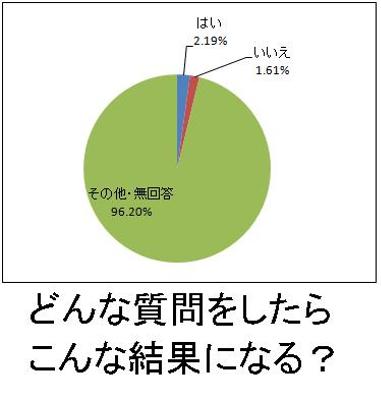 はい
2.19%
いいえ
1.61%
その他・無回答
96.20%
どんな質問をしたら
こんな結果になる？